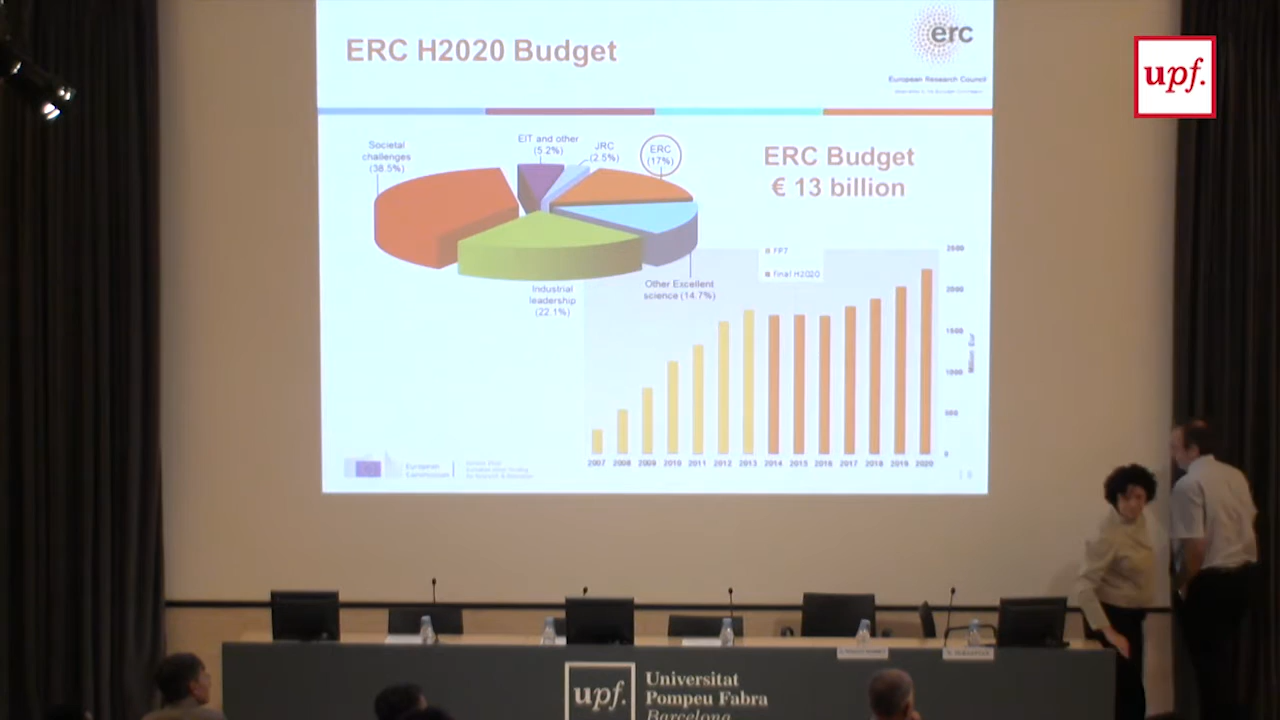 ERC H2020 Budget
erc
European Research Council
upf.
Societal
challenges
(38.5%)
EIT and other
(5.2%)
JRC
(2.5%)
ERC
(17%)
ERC Budget
€ 13 billion
Industrial
leadership
(22.1%)
Other Excellent
science (14.7%)
FP7
final H2020
2500
2000
1500
1000
500
0
Million Eur
2007 2008 2009 2010 2011 2012 2013 2014 2015 2016 2017 2018 2019 2020
European
Commission
upf.
Universitat
Pompeu Fabra
Barcelona